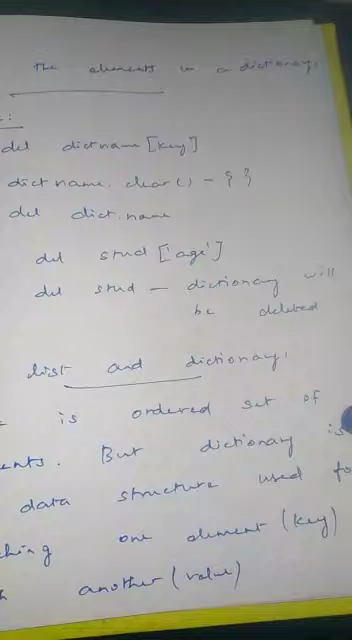 the elements in a dictionary:
del dictname [key]
dictname. clear() - { }
del dict.name
del stud ['age']
del stud — dictionary will
be deleted
list and dictionary:
is ordered set of
ents. But dictionary is
data structure used fo
ching one element (key)
another (value)